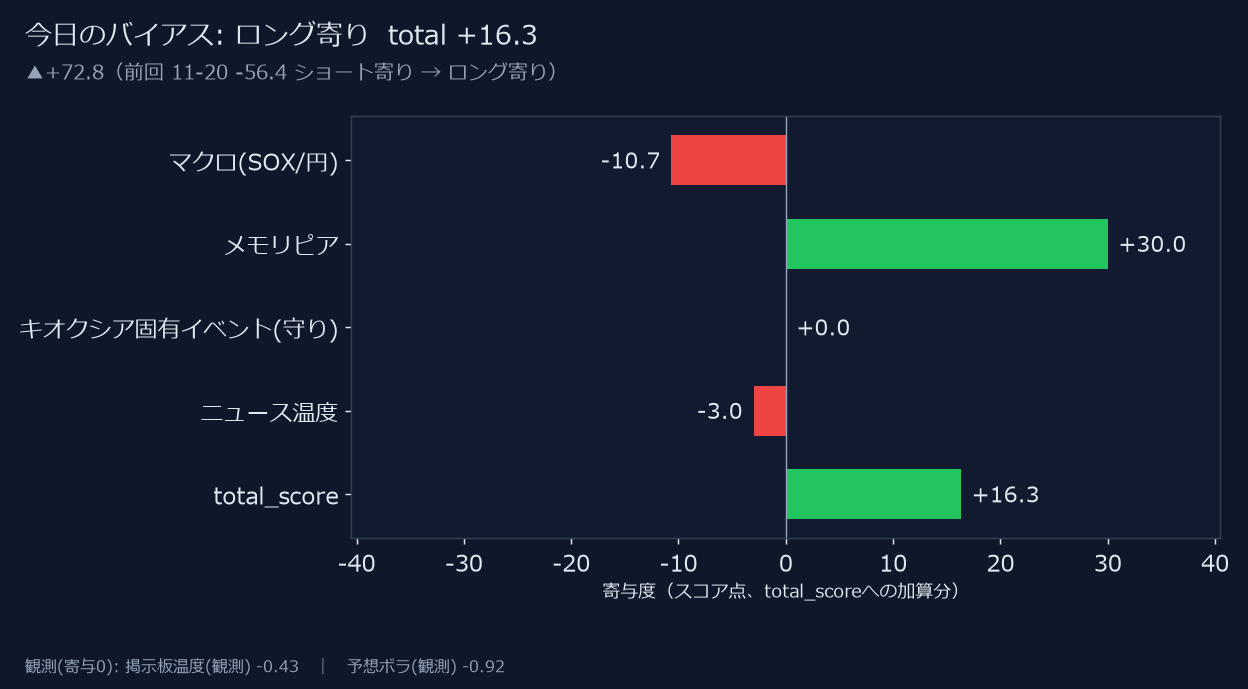 今日のバイアス: ロング寄り  total +16.3
▲+72.8（前回 11-20 -56.4 ショート寄り → ロング寄り）
マクロ(SOX/円)
-10.7
メモリピア
+30.0
キオクシア固有イベント(守り)
+0.0
ニュース温度
-3.0
total_score
+16.3
-40 -30 -20 -10 0 10 20 30 40
寄与度（スコア点、total_scoreへの加算分）
観測(寄与0): 掲示板温度(観測) -0.43 ｜ 予想ボラ(観測) -0.92